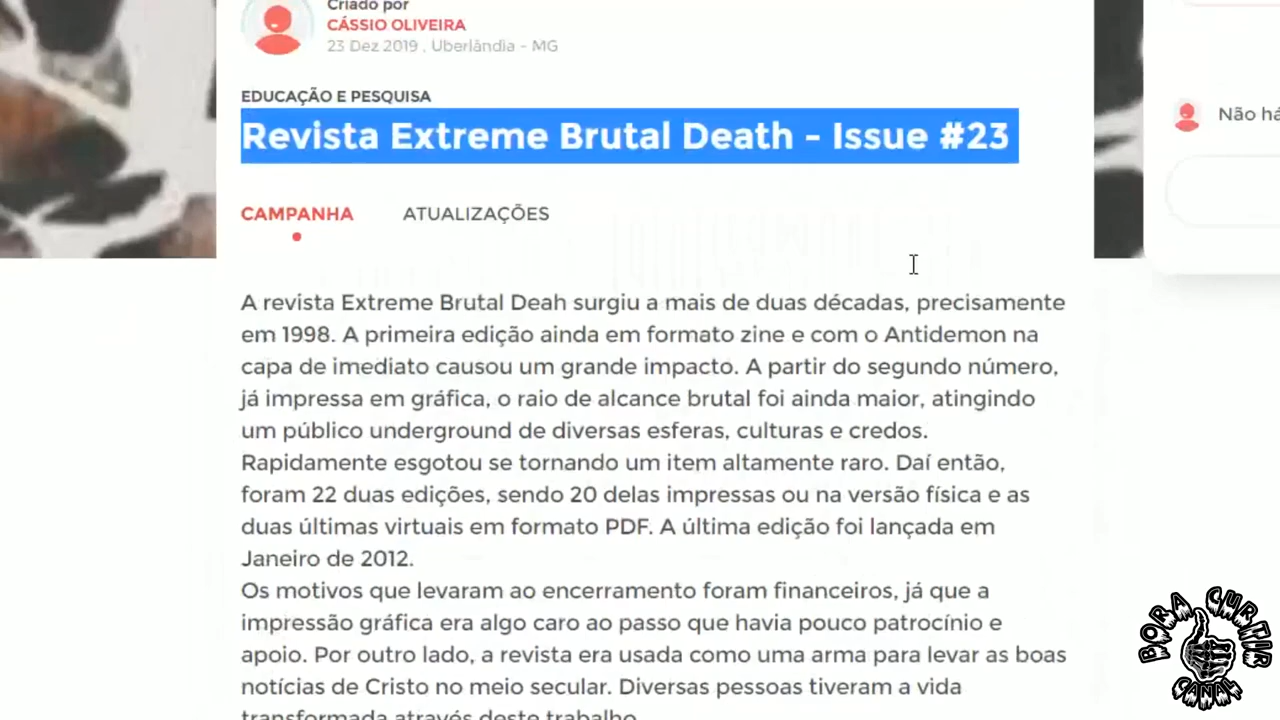 Criado por
CÁSSIO OLIVEIRA
23 Dez 2019 , Uberlândia - MG
EDUCAÇÃO E PESQUISA
Revista Extreme Brutal Death - Issue #23
CAMPANHA ATUALIZAÇÕES
Não há
A revista Extreme Brutal Deah surgiu a mais de duas décadas, precisamente
em 1998. A primeira edição ainda em formato zine e com o Antidemon na
capa de imediato causou um grande impacto. A partir do segundo número,
já impressa em gráfica, o raio de alcance brutal foi ainda maior, atingindo
um público underground de diversas esferas, culturas e credos.
Rapidamente esgotou se tornando um item altamente raro. Daí então,
foram 22 duas edições, sendo 20 delas impressas ou na versão física e as
duas últimas virtuais em formato PDF. A última edição foi lançada em
Janeiro de 2012.
Os motivos que levaram ao encerramento foram financeiros, já que a
impressão gráfica era algo caro ao passo que havia pouco patrocínio e
apoio. Por outro lado, a revista era usada como uma arma para levar as boas
notícias de Cristo no meio secular. Diversas pessoas tiveram a vida
transformada através deste trabalho.
BORA CURTIR
CANAL